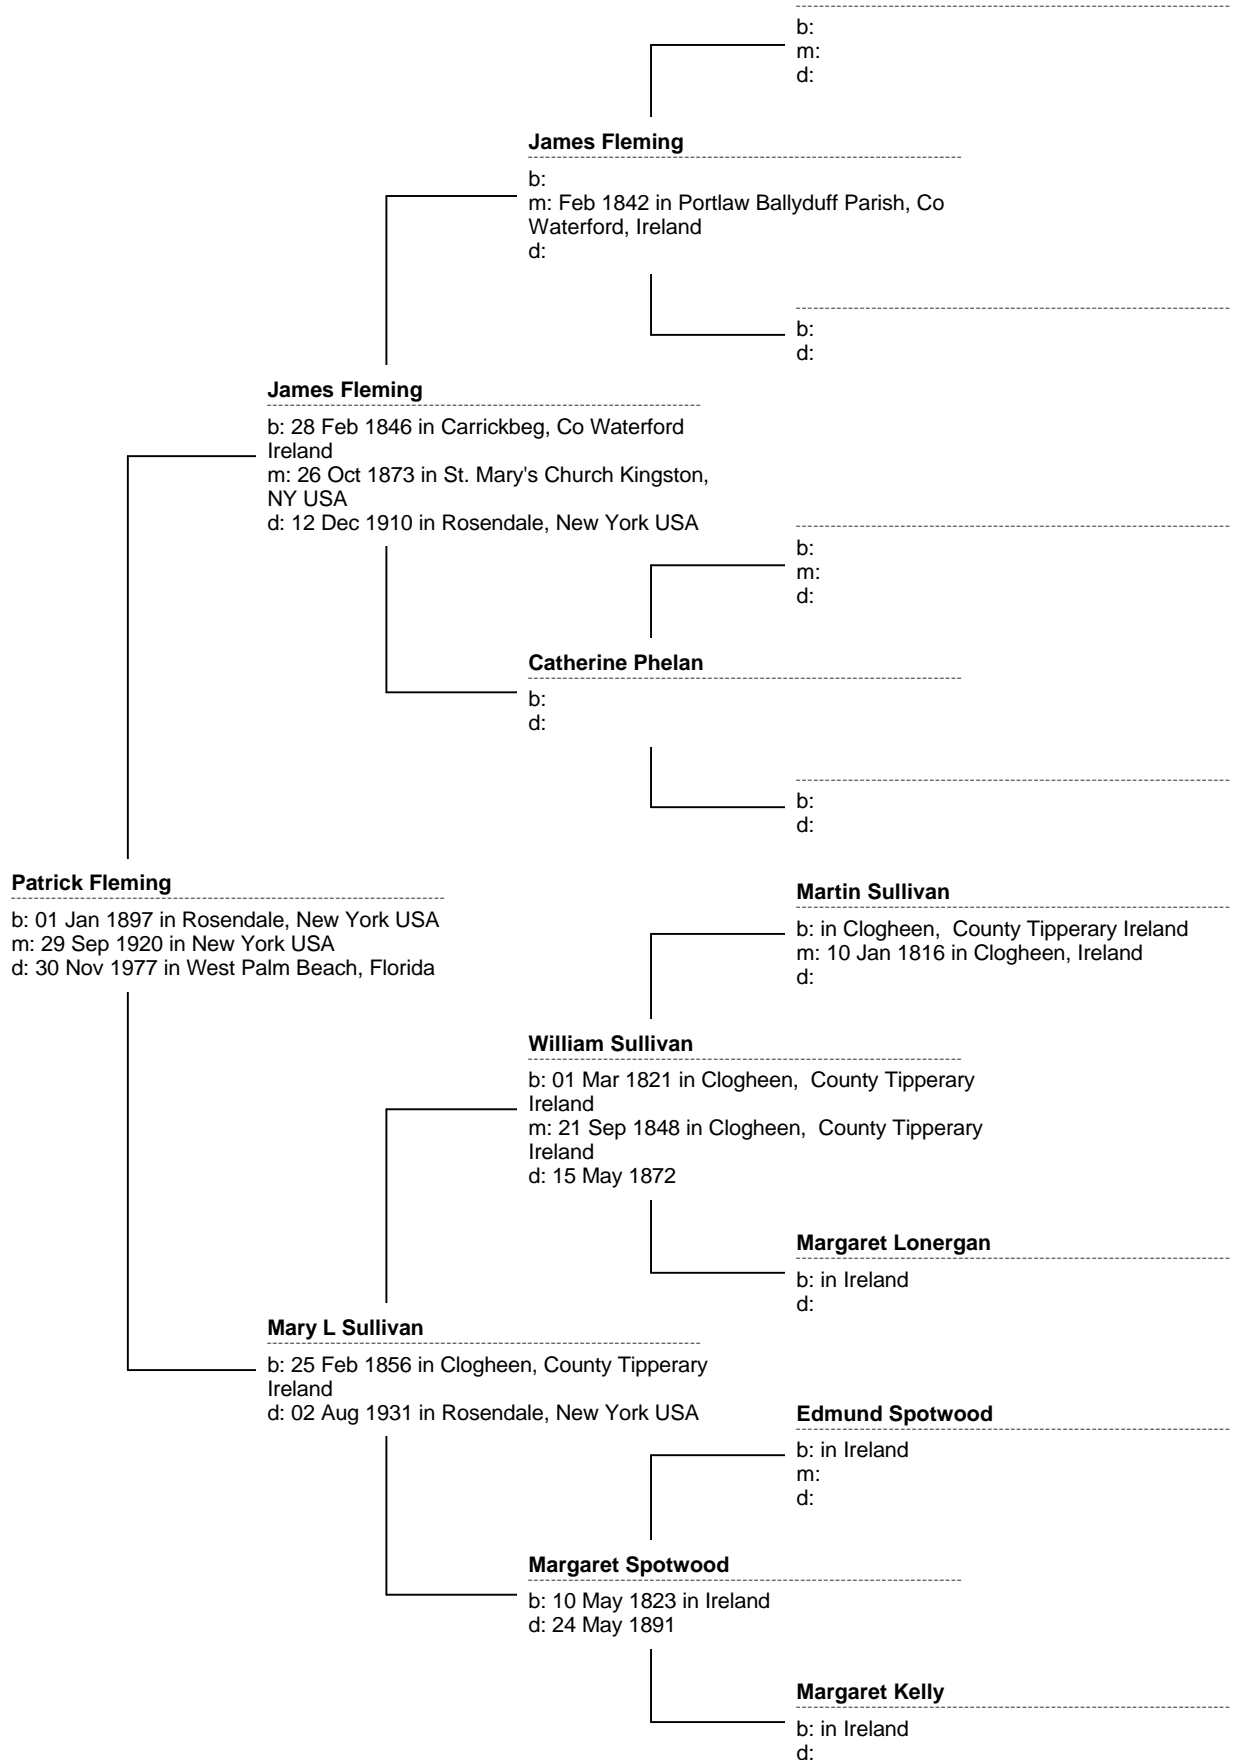 b:
m:
d:
James Fleming
b:
m: Feb 1842 in Portlaw Ballyduff Parish, Co
Waterford, Ireland
d:
b:
d:
James Fleming
b: 28 Feb 1846 in Carrickbeg, Co Waterford
Ireland
m: 26 Oct 1873 in St. Mary's Church Kingston,
NY USA
d: 12 Dec 1910 in Rosendale, New York USA
b:
m:
d:
Catherine Phelan
b:
d:
b:
d:
Patrick Fleming
b: 01 Jan 1897 in Rosendale, New York USA
m: 29 Sep 1920 in New York USA
d: 30 Nov 1977 in West Palm Beach, Florida
Martin Sullivan
b: in Clogheen,  County Tipperary Ireland
m: 10 Jan 1816 in Clogheen, Ireland
d:
William Sullivan
b: 01 Mar 1821 in Clogheen,  County Tipperary
Ireland
m: 21 Sep 1848 in Clogheen,  County Tipperary
Ireland
d: 15 May 1872
Margaret Lonergan
b: in Ireland
d:
Mary L Sullivan
b: 25 Feb 1856 in Clogheen, County Tipperary
Ireland
d: 02 Aug 1931 in Rosendale, New York USA
Edmund Spotwood
b: in Ireland
m:
d:
Margaret Spotwood
b: 10 May 1823 in Ireland
d: 24 May 1891
Margaret Kelly
b: in Ireland
d: